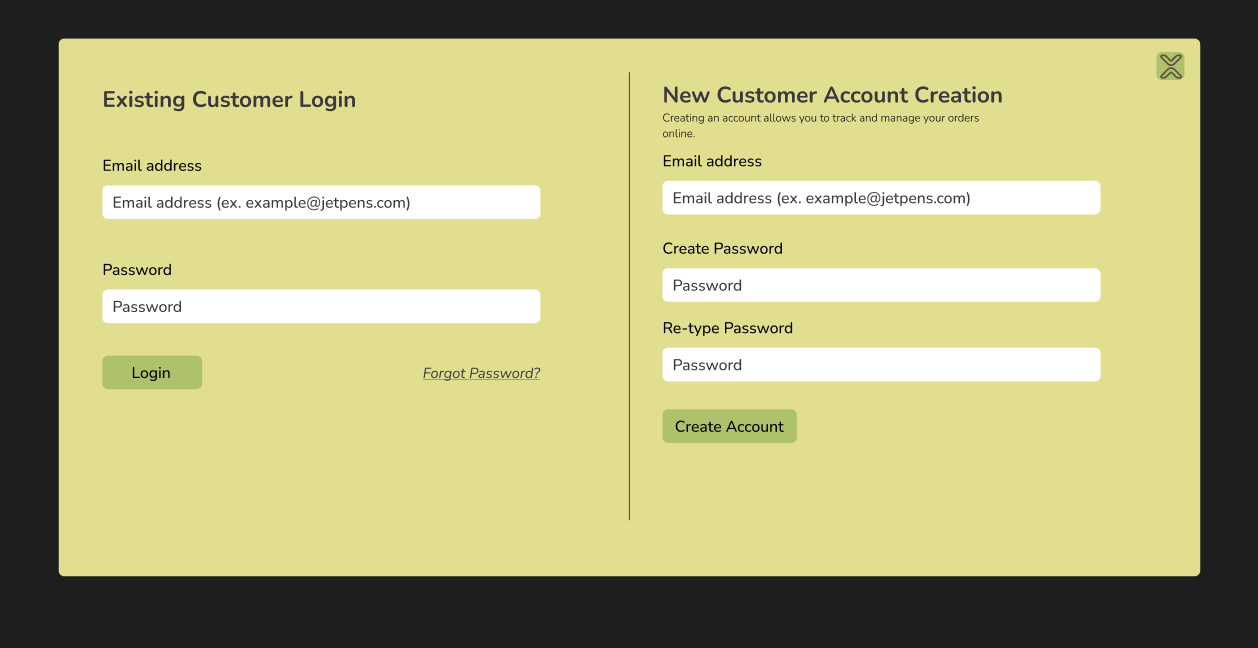 Existing Customer Login
Email address
Email address (ex. example@jetpens.com)
Password
Password
Login
Forgot Password?
New Customer Account Creation
Creating an account allows you to track and manage your orders
online.
Email address
Email address (ex. example@jetpens.com)
Create Password
Password
Re-type Password
Password
Create Account